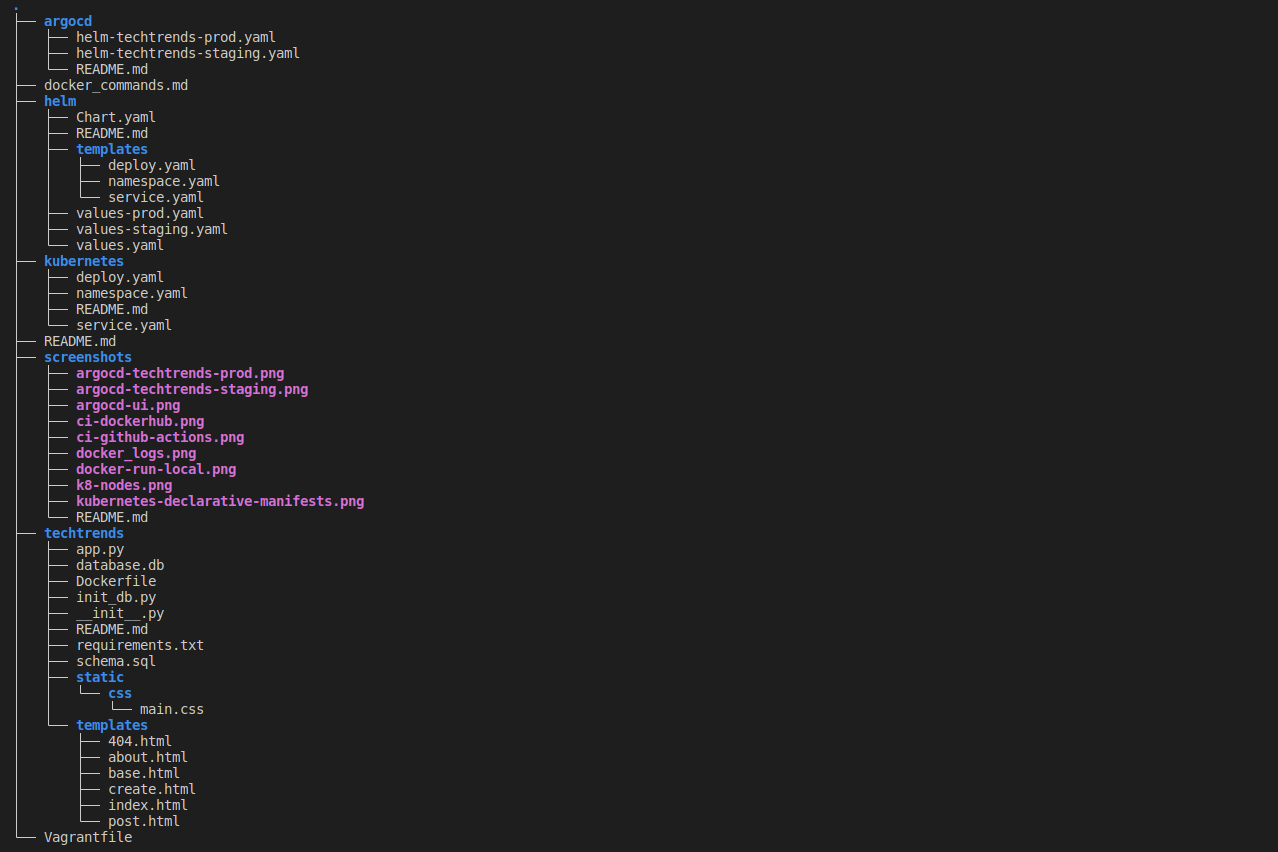 .
├── argocd
│   ├── helm-techtrends-prod.yaml
│   ├── helm-techtrends-staging.yaml
│   └── README.md
├── docker_commands.md
├── helm
│   ├── Chart.yaml
│   ├── README.md
│   ├── templates
│   │   ├── deploy.yaml
│   │   ├── namespace.yaml
│   │   └── service.yaml
│   ├── values-prod.yaml
│   ├── values-staging.yaml
│   └── values.yaml
├── kubernetes
│   ├── deploy.yaml
│   ├── namespace.yaml
│   ├── README.md
│   └── service.yaml
├── README.md
├── screenshots
│   ├── argocd-techtrends-prod.png
│   ├── argocd-techtrends-staging.png
│   ├── argocd-ui.png
│   ├── ci-dockerhub.png
│   ├── ci-github-actions.png
│   ├── docker_logs.png
│   ├── docker-run-local.png
│   ├── k8-nodes.png
│   ├── kubernetes-declarative-manifests.png
│   └── README.md
├── techtrends
│   ├── app.py
│   ├── database.db
│   ├── Dockerfile
│   ├── init_db.py
│   ├── __init__.py
│   ├── README.md
│   ├── requirements.txt
│   ├── schema.sql
│   ├── static
│   │   └── css
│   │       └── main.css
│   └── templates
│       ├── 404.html
│       ├── about.html
│       ├── base.html
│       ├── create.html
│       ├── index.html
│       └── post.html
└── Vagrantfile